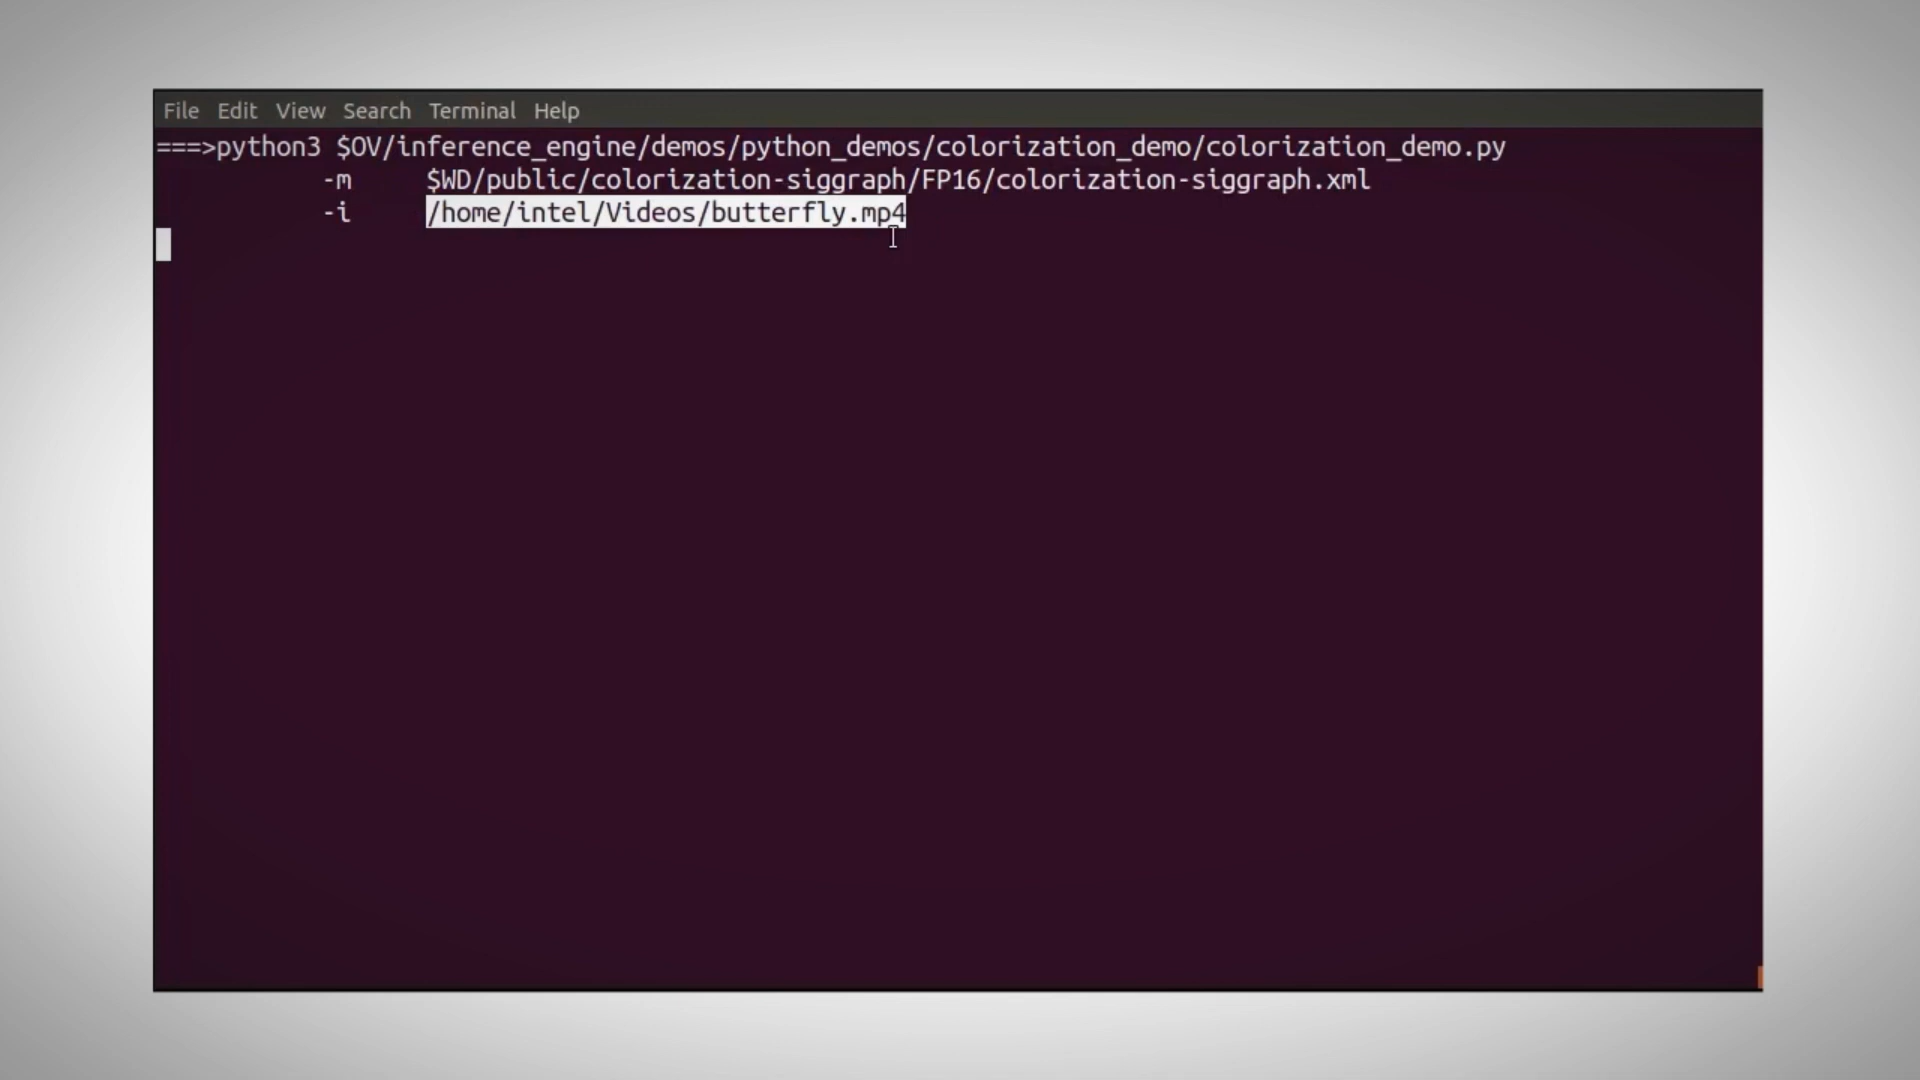 File Edit View Search Terminal Help
===>python3 $OV/inference_engine/demos/python_demos/colorization_demo/colorization_demo.py
-m $WD/public/colorization-siggraph/FP16/colorization-siggraph.xml
-i /home/intel/Videos/butterfly.mp4